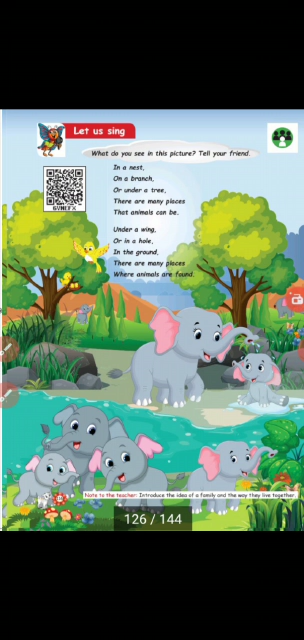 Let us sing
What do you see in this picture? Tell your friend.
In a nest,
On a branch,
Or under a tree,
There are many places
That animals can be.
GVNEFX
Under a wing,
Or in a hole,
In the ground,
There are many places
Where animals are found.
Note to the teacher: Introduce the idea of a family and the way they live together.
126 / 144